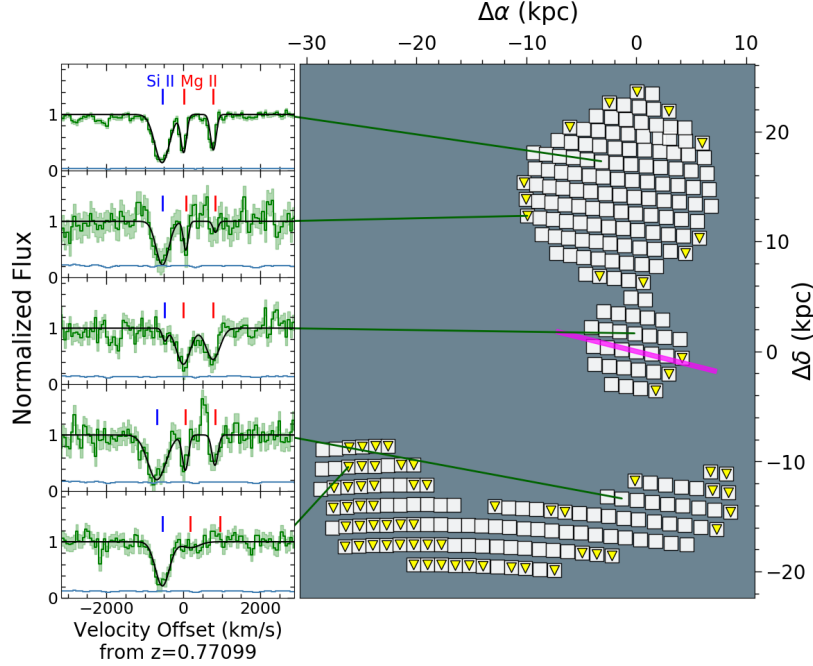 Δα (kpc)
−30 −20 −10 0 10
Si II Mg II
1
1
1
1
1
0
0
0
0
0
Normalized Flux
20
10
0
−10
−20
Δδ (kpc)
−2000 0 2000
Velocity Offset (km/s)
from z=0.77099